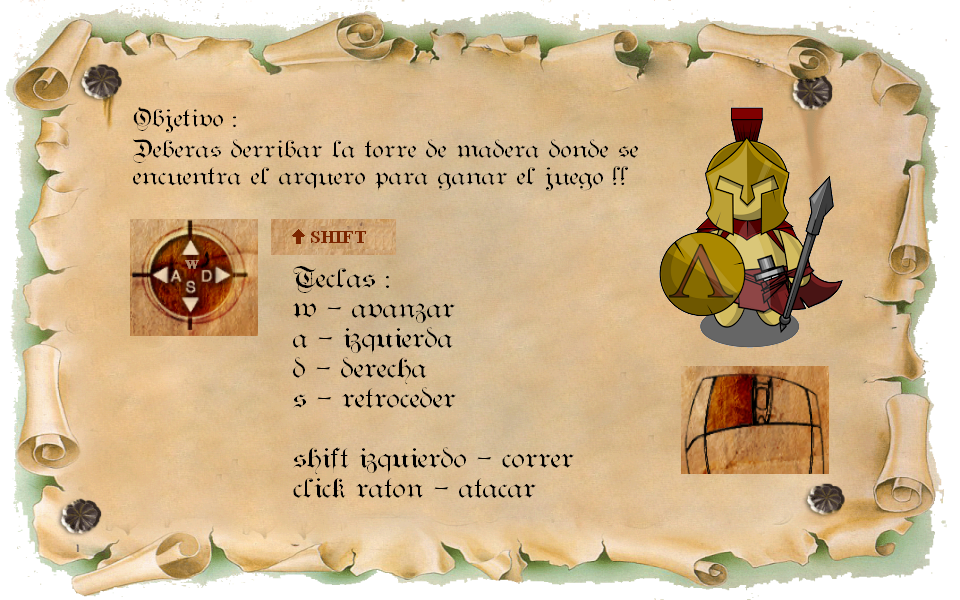 Objetivo :
Deberas derribar la torre de madera donde se
encuentra el arquero para ganar el juego !!
W
A D
S
SHIFT
Teclas :
w - avanzar
a - izquierda
d - derecha
s - retroceder
shift izquierdo - correr
click raton - atacar
Λ